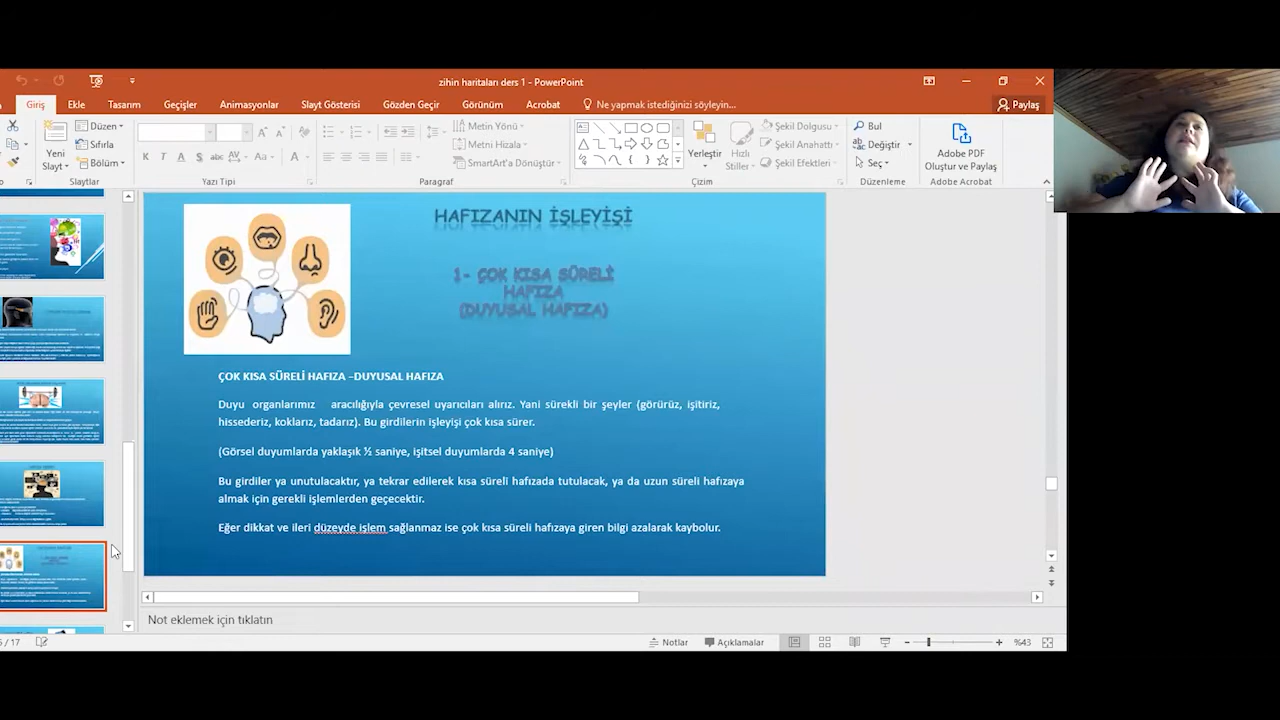 zihin haritaları ders 1 - PowerPoint
Giriş Ekle Tasarım Geçişler Animasyonlar Slayt Gösterisi Gözden Geçir Görünüm Acrobat Ne yapmak istediğinizi söyleyin... Paylaş
Yeni Slayt
Düzen
Sıfırla
Bölüm
Slaytlar
K T A S abc AV Aa A
Yazı Tipi
Metin Yönü
Metni Hizala
SmartArt'a Dönüştür
Paragraf
Yerleştir
Hızlı Stiller
Şekil Dolgusu
Şekil Anahattı
Şekil Efektleri
Çizim
Bul
Değiştir
Seç
Düzenleme
Adobe PDF
Oluştur ve Paylaş
Adobe Acrobat
HAFIZANIN İŞLEYİŞİ
1- ÇOK KISA SÜRELİ
HAFIZA
(DUYUSAL HAFIZA)
ÇOK KISA SÜRELİ HAFIZA –DUYUSAL HAFIZA
Duyu organlarımız aracılığıyla çevresel uyarıcılar alırız. Yani sürekli bir şeyler (görürüz, işitiriz,
hissederiz, koklarız, tadarız). Bu girdilerin işleyişi çok kısa sürer.
(Görsel duyumlarda yaklaşık ½ saniye, işitsel duyumlarda 4 saniye)
Bu girdiler ya unutulacaktır, ya tekrar edilerek kısa süreli hafızada tutulacak, ya da uzun süreli hafızaya
almak için gerekli işlemlerden geçecektir.
Eğer dikkat ve ileri düzeyde işlem sağlanmaz ise çok kısa süreli hafızaya giren bilgi azalarak kaybolur.
Not eklemek için tıklatın
/ 17 Notlar Açıklamalar %43